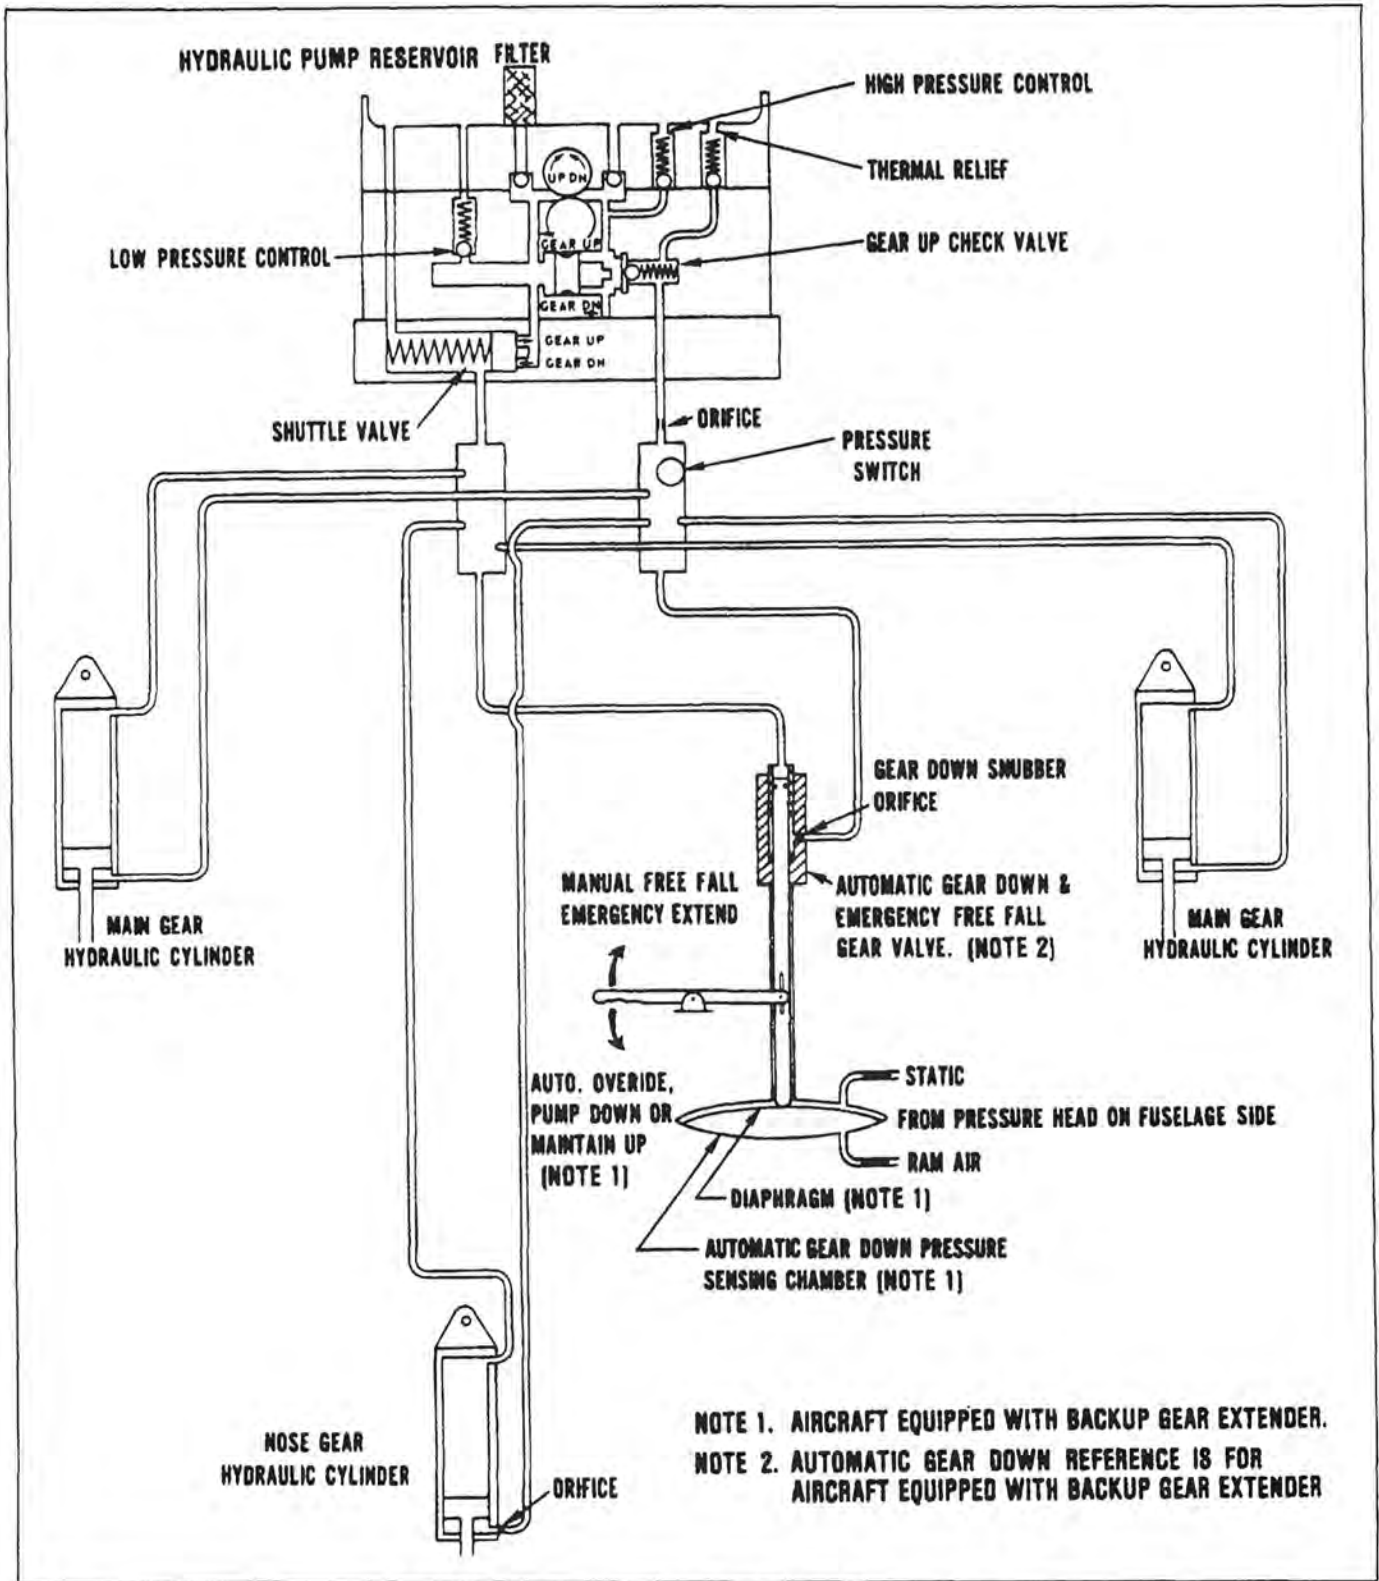 HYDRAULIC PUMP RESERVOIR
FILTER
HIGH PRESSURE CONTROL
THERMAL RELIEF
UP DN
GEAR UP
LOW PRESSURE CONTROL
GEAR UP CHECK VALVE
GEAR DN
GEAR UP
GEAR DN
SHUTTLE VALVE
ORIFICE
PRESSURE
SWITCH
GEAR DOWN SNUBBER
ORIFICE
MANUAL FREE FALL
EMERGENCY EXTEND
AUTOMATIC GEAR DOWN &
EMERGENCY FREE FALL
GEAR VALVE. (NOTE 2)
MAIN GEAR
HYDRAULIC CYLINDER
MAIN GEAR
HYDRAULIC CYLINDER
AUTO. OVERIDE,
PUMP DOWN OR
MAINTAIN UP
(NOTE 1)
STATIC
FROM PRESSURE HEAD ON FUSELAGE SIDE
RAM AIR
DIAPHRAGM (NOTE 1)
AUTOMATIC GEAR DOWN PRESSURE
SENSING CHAMBER (NOTE 1)
NOSE GEAR
HYDRAULIC CYLINDER
ORIFICE
NOTE 1. AIRCRAFT EQUIPPED WITH BACKUP GEAR EXTENDER.
NOTE 2. AUTOMATIC GEAR DOWN REFERENCE IS FOR
AIRCRAFT EQUIPPED WITH BACKUP GEAR EXTENDER